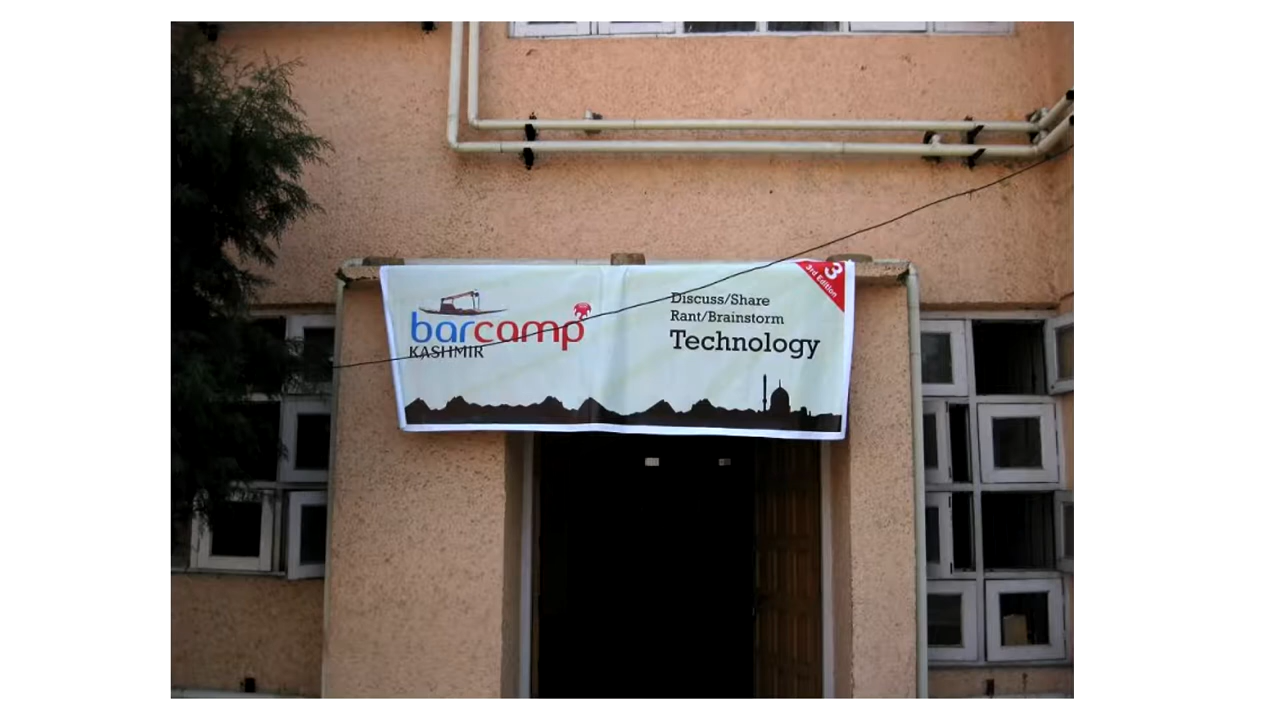 barcamp
KASHMIR
Discuss/Share
Rant/Brainstorm
Technology
3
3rd Edition